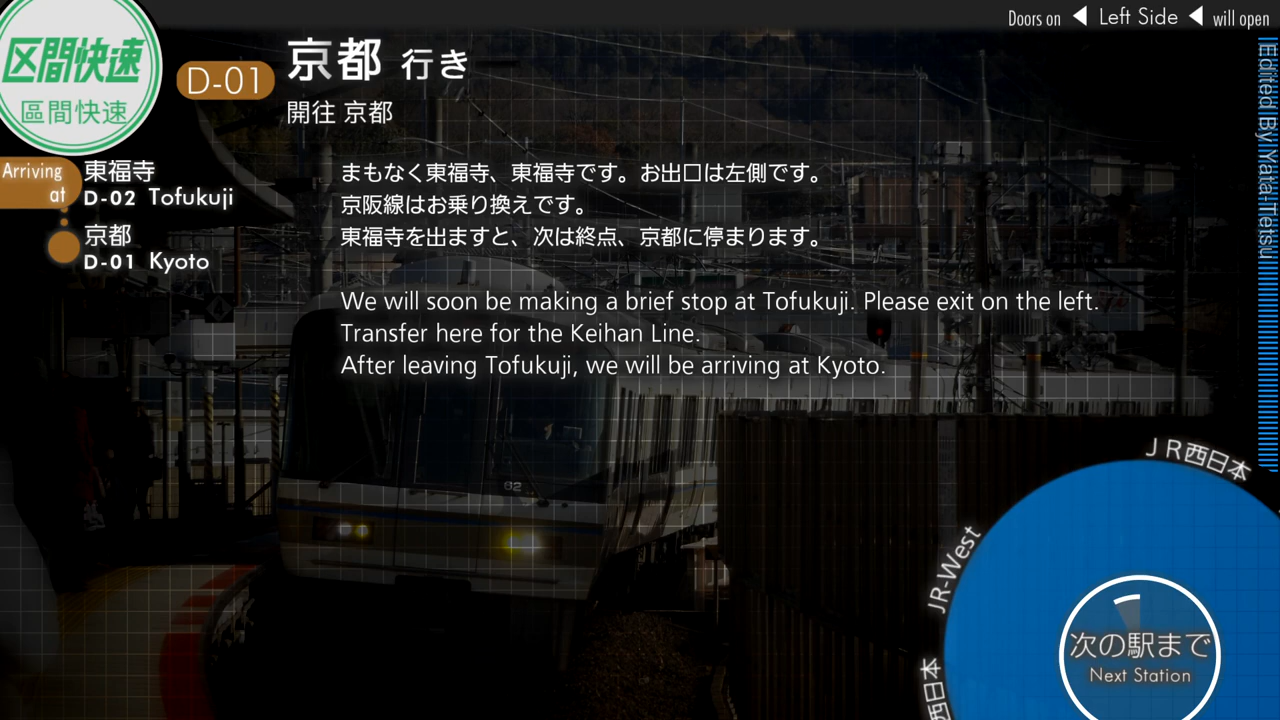 Doors on ◀ Left Side ◀ will open
区間快速
區間快速
D-01 京都 行き
開往 京都
Arriving at
東福寺
D-02 Tofukuji
京都
D-01 Kyoto
まもなく東福寺、東福寺です。お出口は左側です。
京阪線はお乗り換えです。
東福寺を出ますと、次は終点、京都に停まります。
We will soon be making a brief stop at Tofukuji. Please exit on the left.
Transfer here for the Keihan Line.
After leaving Tofukuji, we will be arriving at Kyoto.
Edited By Yata-Tetsu
82
ＪＲ西日本
JR-West
西日本
次の駅まで
Next Station